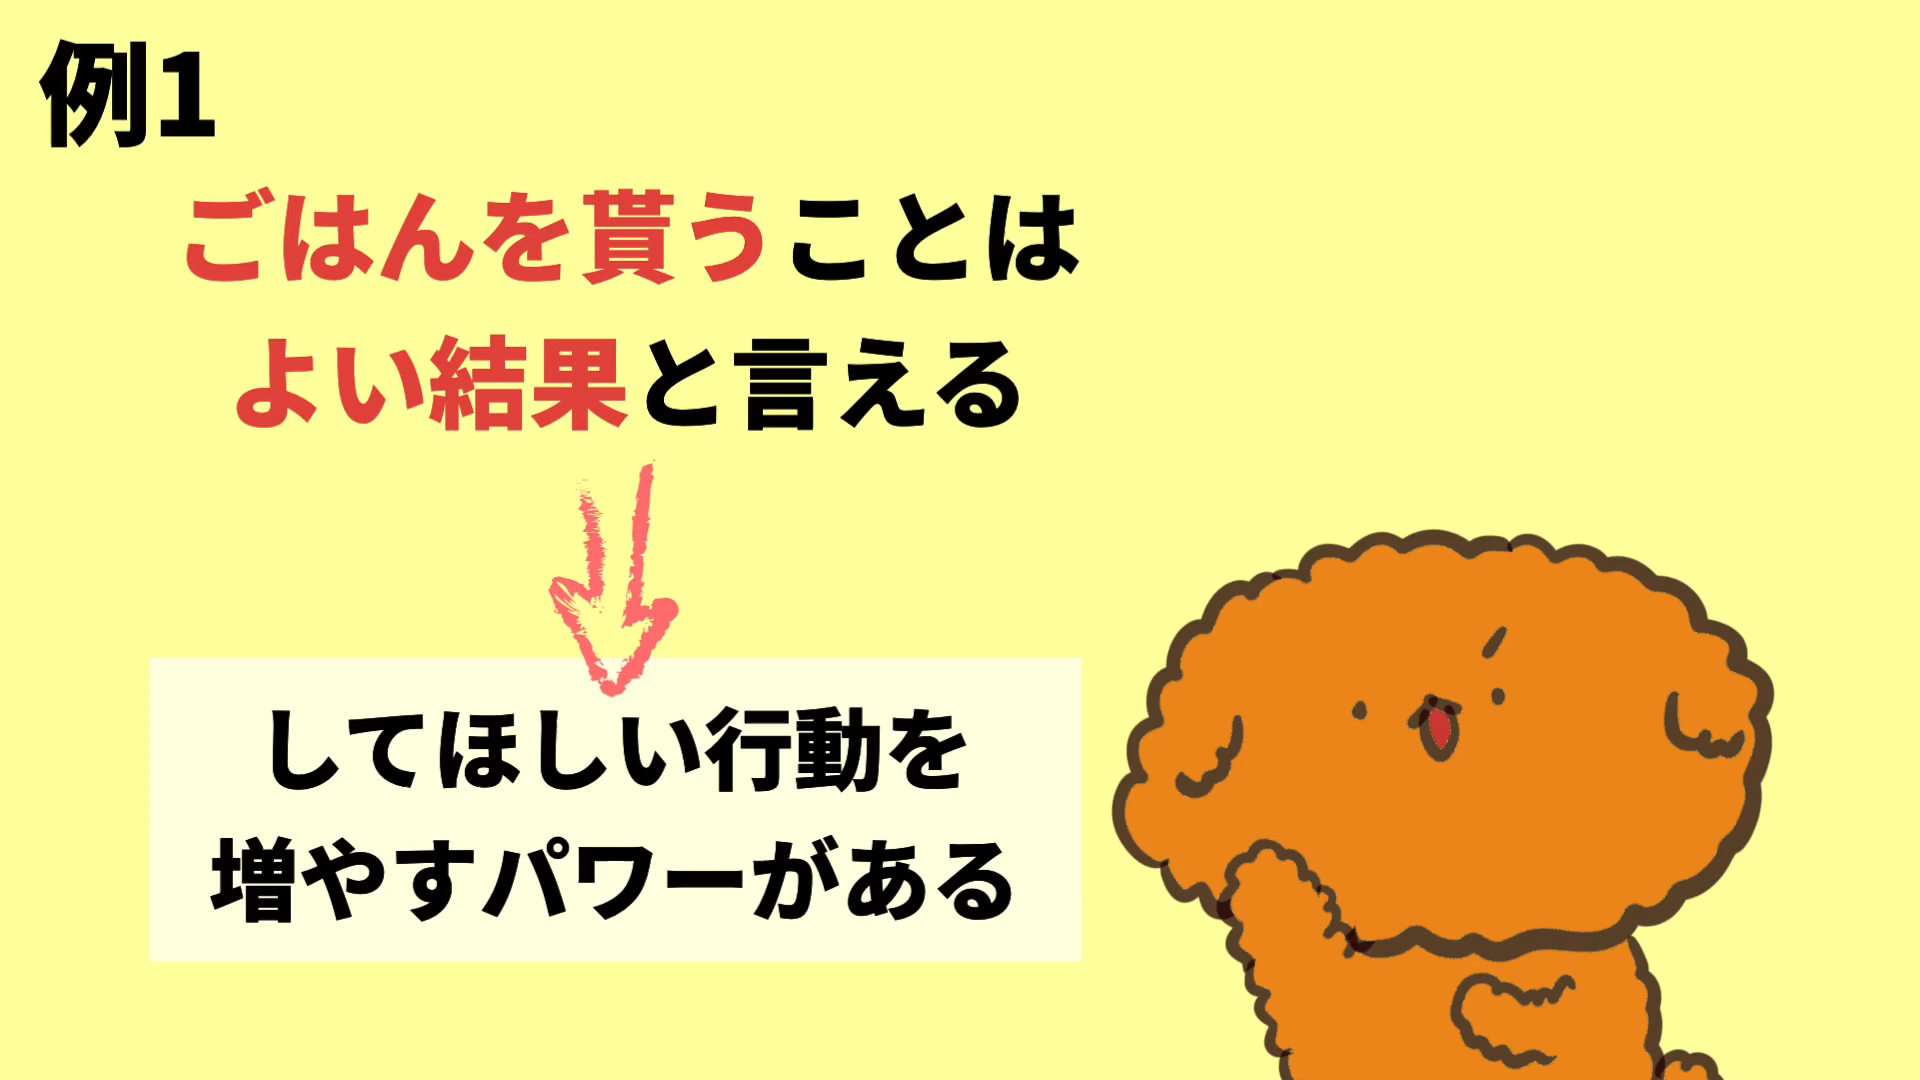 例1
ごはんを貰うことは
よい結果と言える
してほしい行動を
増やすパワーがある